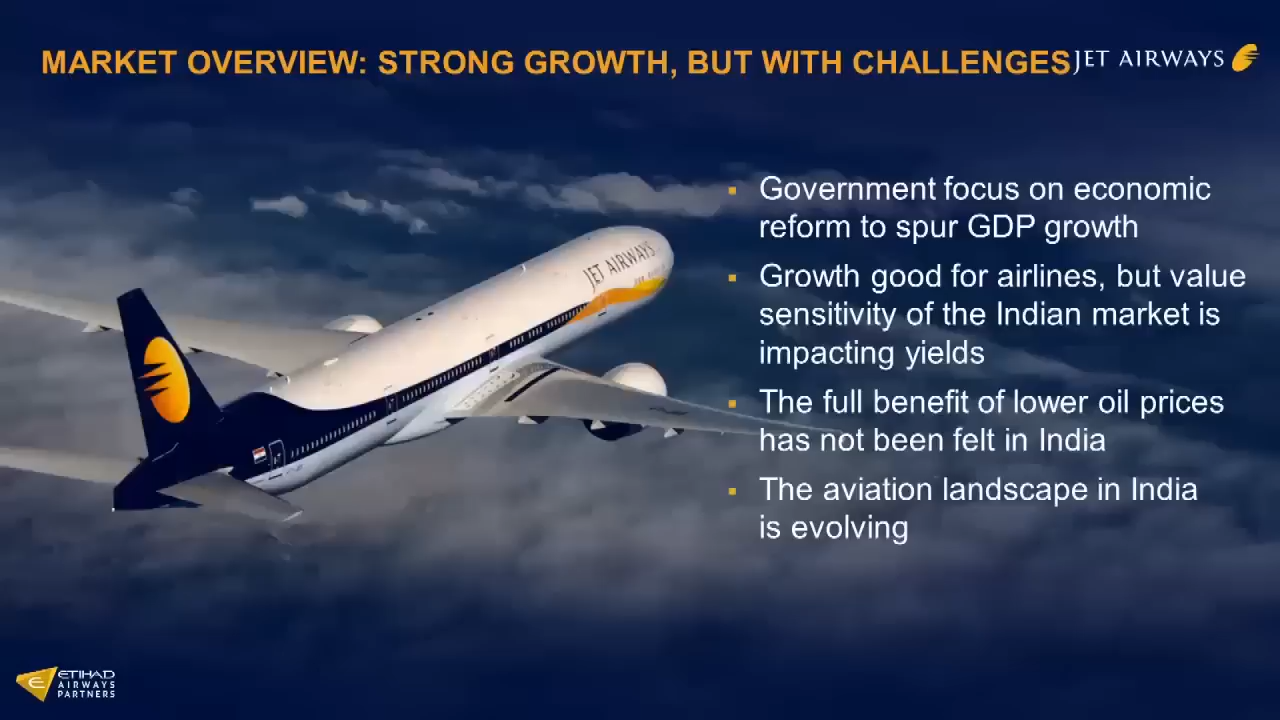 MARKET OVERVIEW: STRONG GROWTH, BUT WITH CHALLENGES
JET AIRWAYS
Government focus on economic
reform to spur GDP growth
Growth good for airlines, but value
sensitivity of the Indian market is
impacting yields
The full benefit of lower oil prices
has not been felt in India
The aviation landscape in India
is evolving
JET AIRWAYS
ETIHAD
AIRWAYS
PARTNERS